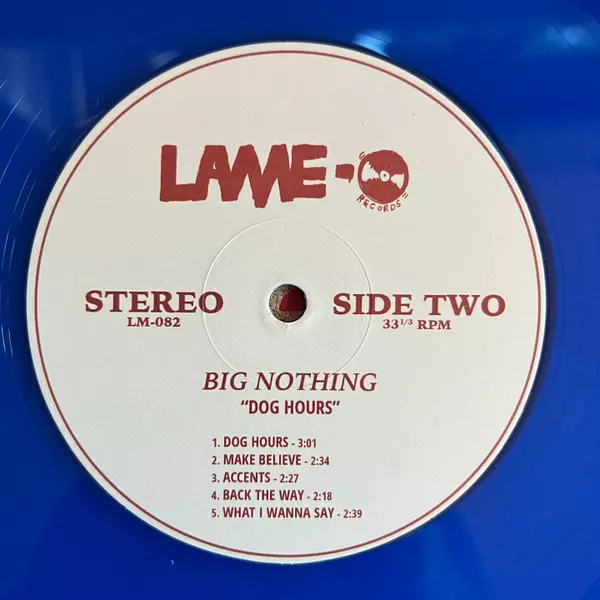 LAME-O
RECORDS
STEREO
LM-082
SIDE TWO
33 1/3 RPM
BIG NOTHING
“DOG HOURS”
1. DOG HOURS - 3:01
2. MAKE BELIEVE - 2:34
3. ACCENTS - 2:27
4. BACK THE WAY - 2:18
5. WHAT I WANNA SAY - 2:39